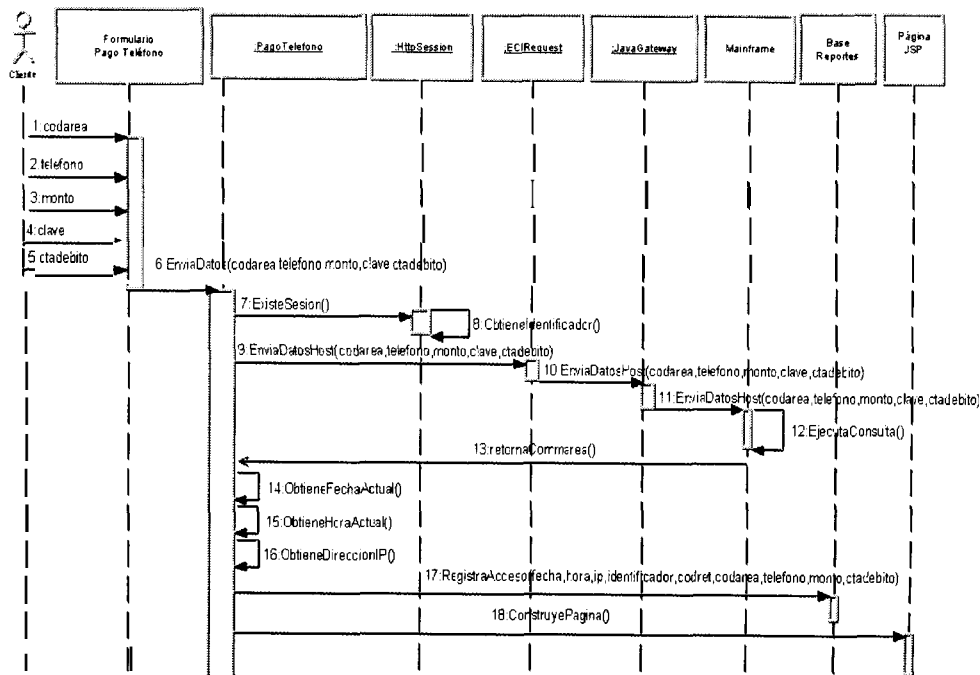 Cliente
Formulario
Pago Teléfono
:PagoTelefono
:HttpSession
:ECIRequest
:JavaGateway
Mainframe
Base
Reportes
Página
JSP
1:codarea
2:telefono
3:monto
4:clave
5:ctadebito
6:EnviaDatos(codarea,telefono,monto,clave,ctadebito)
7:ExisteSesion()
8:ObtieneIdentificador()
9:EnviaDatosHost(codarea,telefono,monto,clave,ctadebito)
10:EnviaDatosHost(codarea,telefono,monto,clave,ctadebito)
11:EnviaDatosHost(codarea,telefono,monto,clave,ctadebito)
12:EjecutaConsulta()
13:retornaCommarea()
14:ObtieneFechaActual()
15:ObtieneHoraActual()
16:ObtieneDireccionIP()
17:RegistraAcceso(fecha,hora,ip,identificador,codret,codarea,telefono,monto,ctadebito)
18:ConstruyePagina()